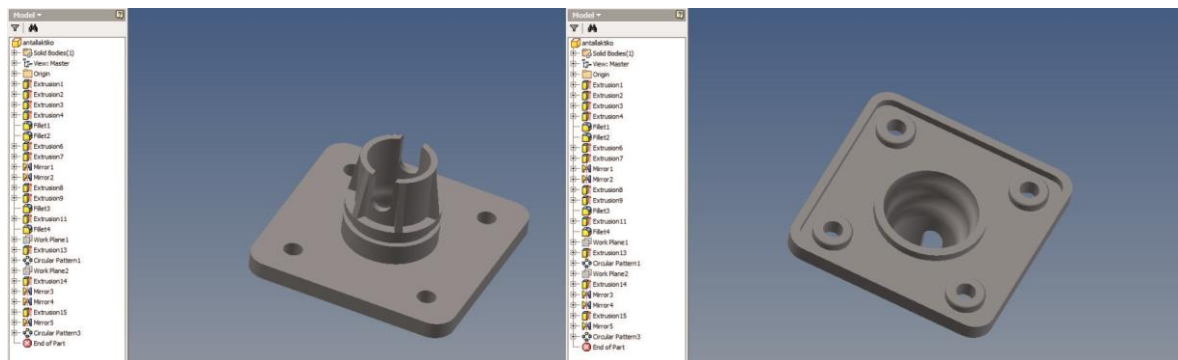 Model
antallaktiko
Solid Bodies(1)
View: Master
Origin
Extrusion1
Extrusion2
Extrusion3
Extrusion4
Fillet1
Fillet2
Extrusion6
Extrusion7
Mirror1
Mirror2
Extrusion8
Extrusion9
Fillet3
Extrusion11
Fillet4
Work Plane1
Extrusion13
Circular Pattern1
Work Plane2
Extrusion14
Mirror3
Mirror4
Extrusion15
Mirror5
Circular Pattern3
End of Part
Model
antallaktiko
Solid Bodies(1)
View: Master
Origin
Extrusion1
Extrusion2
Extrusion3
Extrusion4
Fillet1
Fillet2
Extrusion6
Extrusion7
Mirror1
Mirror2
Extrusion8
Extrusion9
Fillet3
Extrusion11
Fillet4
Work Plane1
Extrusion13
Circular Pattern1
Work Plane2
Extrusion14
Mirror3
Mirror4
Extrusion15
Mirror5
Circular Pattern3
End of Part